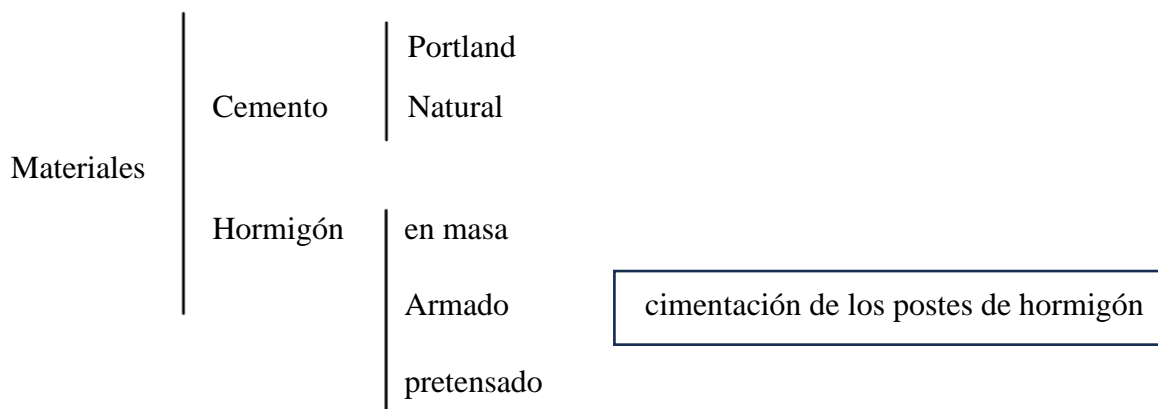 Portland
Cemento Natural
Materiales
Hormigón en masa
Armado cimentación de los postes de hormigón
pretensado